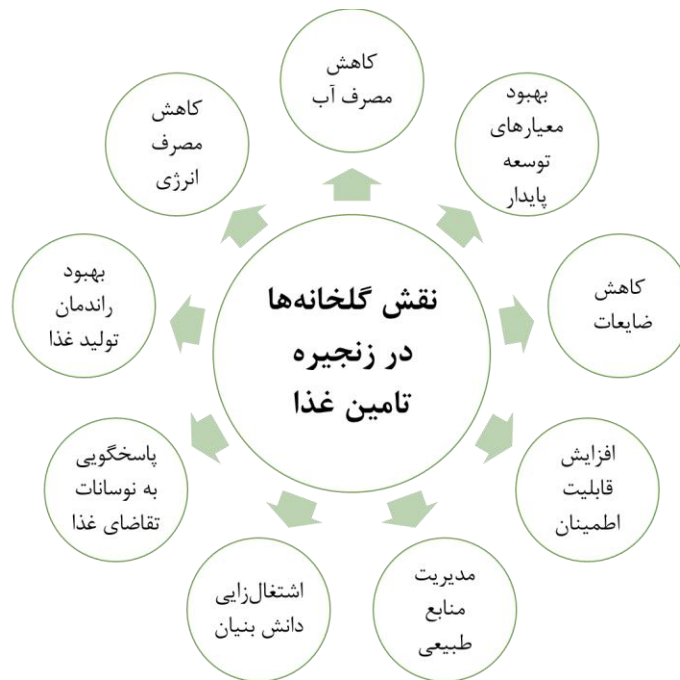 نقش گلخانه‌ها
در زنجیره
تامین غذا
کاهش
مصرف آب
بهبود
معیارهای
توسعه
پایدار
کاهش
ضایعات
افزایش
قابلیت
اطمینان
مدیریت
منابع
طبیعی
اشتغال‌زایی
دانش بنیان
پاسخگویی
به نوسانات
تقاضای غذا
بهبود
راندمان
تولید غذا
کاهش
مصرف
انرژی